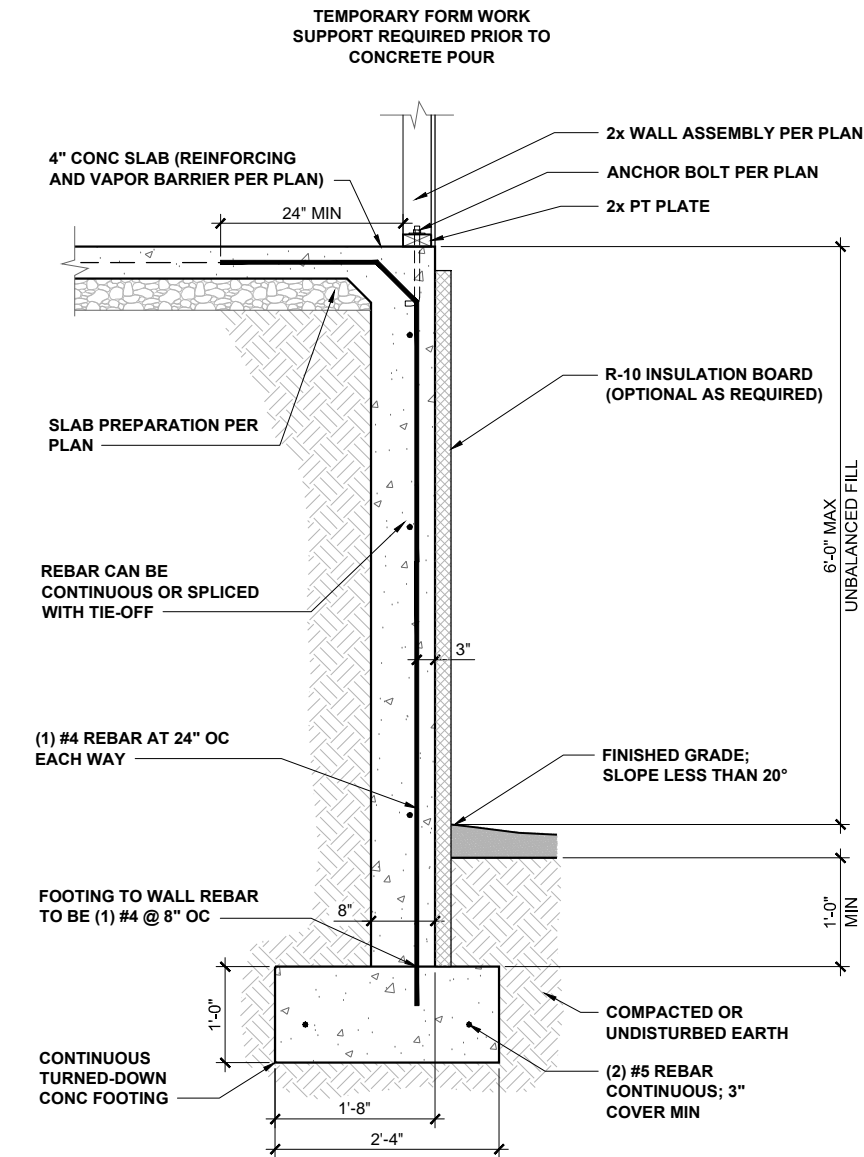 TEMPORARY FORM WORK
SUPPORT REQUIRED PRIOR TO
CONCRETE POUR
2x WALL ASSEMBLY PER PLAN
4" CONC SLAB (REINFORCING
AND VAPOR BARRIER PER PLAN)
ANCHOR BOLT PER PLAN
2x PT PLATE
24" MIN
R-10 INSULATION BOARD
(OPTIONAL AS REQUIRED)
SLAB PREPARATION PER
PLAN
6'-0" MAX
UNBALANCED FILL
REBAR CAN BE
CONTINUOUS OR SPLICED
WITH TIE-OFF
3"
(1) #4 REBAR AT 24" OC
EACH WAY
FINISHED GRADE;
SLOPE LESS THAN 20°
FOOTING TO WALL REBAR
TO BE (1) #4 @ 8" OC
8"
1'-0"
MIN
1'-0"
COMPACTED OR
UNDISTURBED EARTH
CONTINUOUS
TURNED-DOWN
CONC FOOTING
(2) #5 REBAR
CONTINUOUS; 3"
COVER MIN
1'-8"
2'-4"